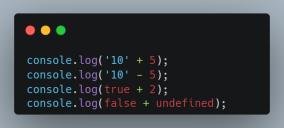 console.log('10' + 5);
console.log('10' - 5);
console.log(true + 2);
console.log(false + undefined);